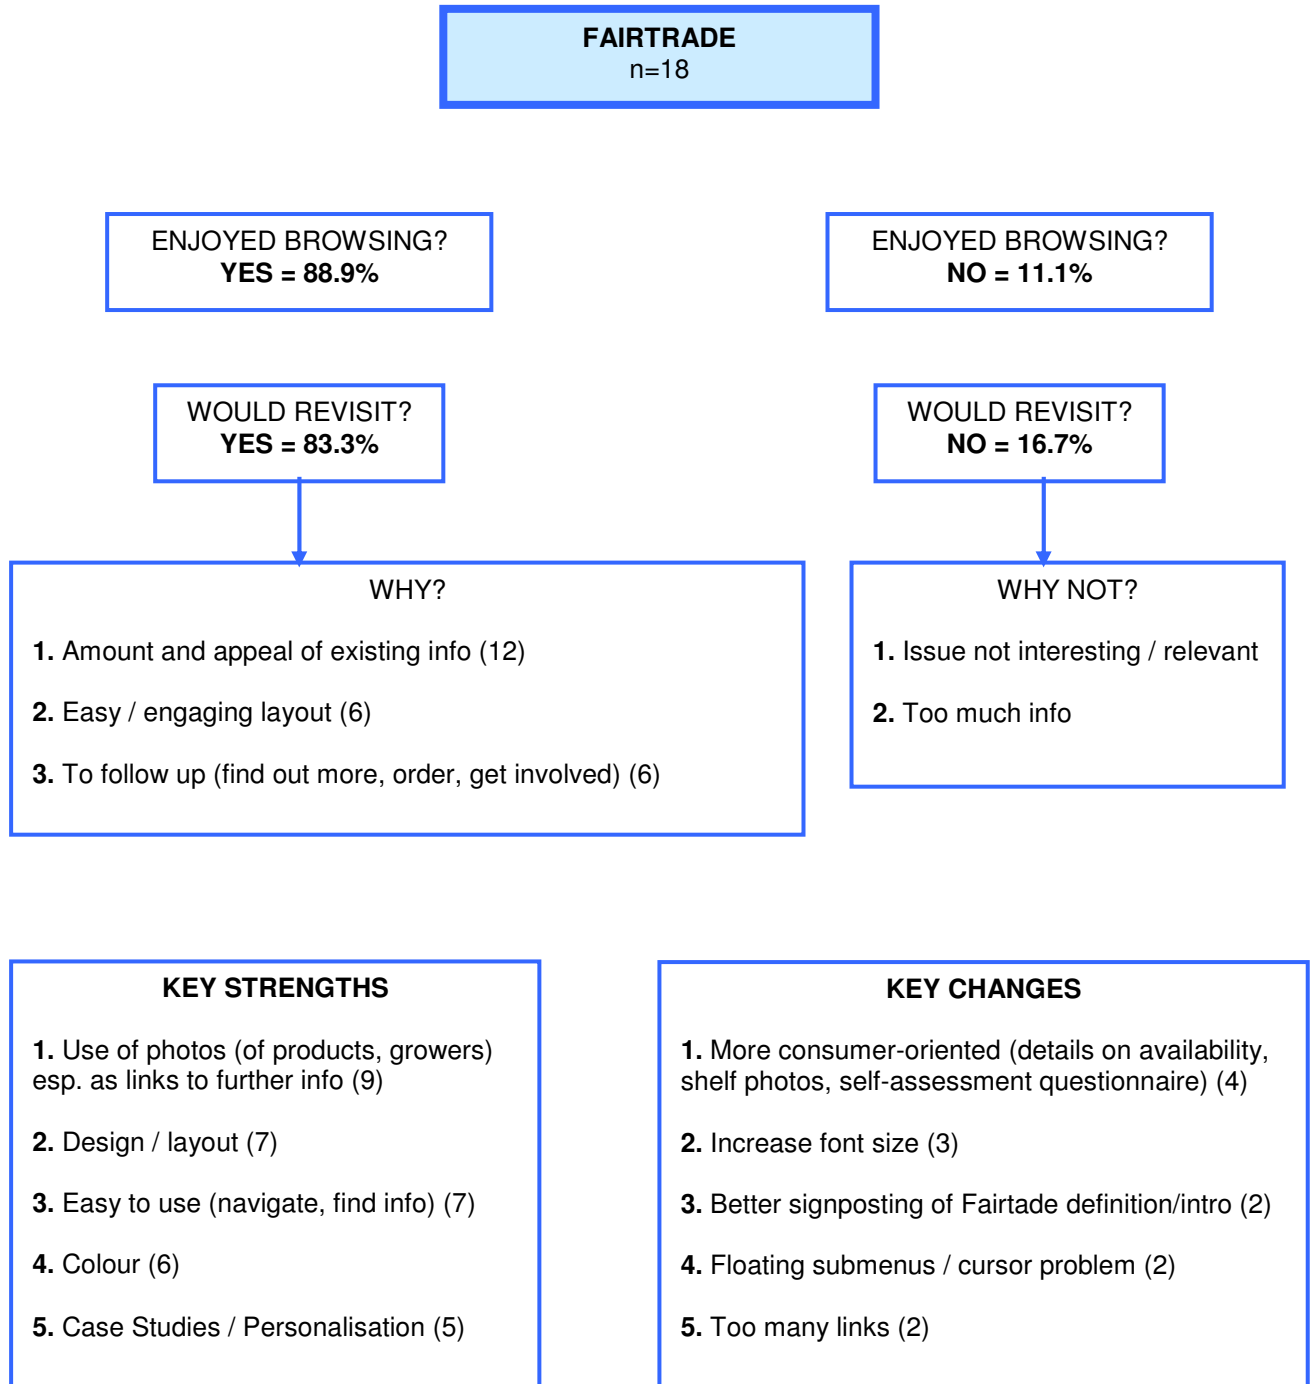 FAIRTRADE
n=18
ENJOYED BROWSING?
YES = 88.9%
ENJOYED BROWSING?
NO = 11.1%
WOULD REVISIT?
YES = 83.3%
WOULD REVISIT?
NO = 16.7%
WHY?
1. Amount and appeal of existing info (12)
2. Easy / engaging layout (6)
3. To follow up (find out more, order, get involved) (6)
WHY NOT?
1. Issue not interesting / relevant
2. Too much info
KEY STRENGTHS
1. Use of photos (of products, growers)
esp. as links to further info (9)
2. Design / layout (7)
3. Easy to use (navigate, find info) (7)
4. Colour (6)
5. Case Studies / Personalisation (5)
KEY CHANGES
1. More consumer-oriented (details on availability,
shelf photos, self-assessment questionnaire) (4)
2. Increase font size (3)
3. Better signposting of Fairtade definition/intro (2)
4. Floating submenus / cursor problem (2)
5. Too many links (2)